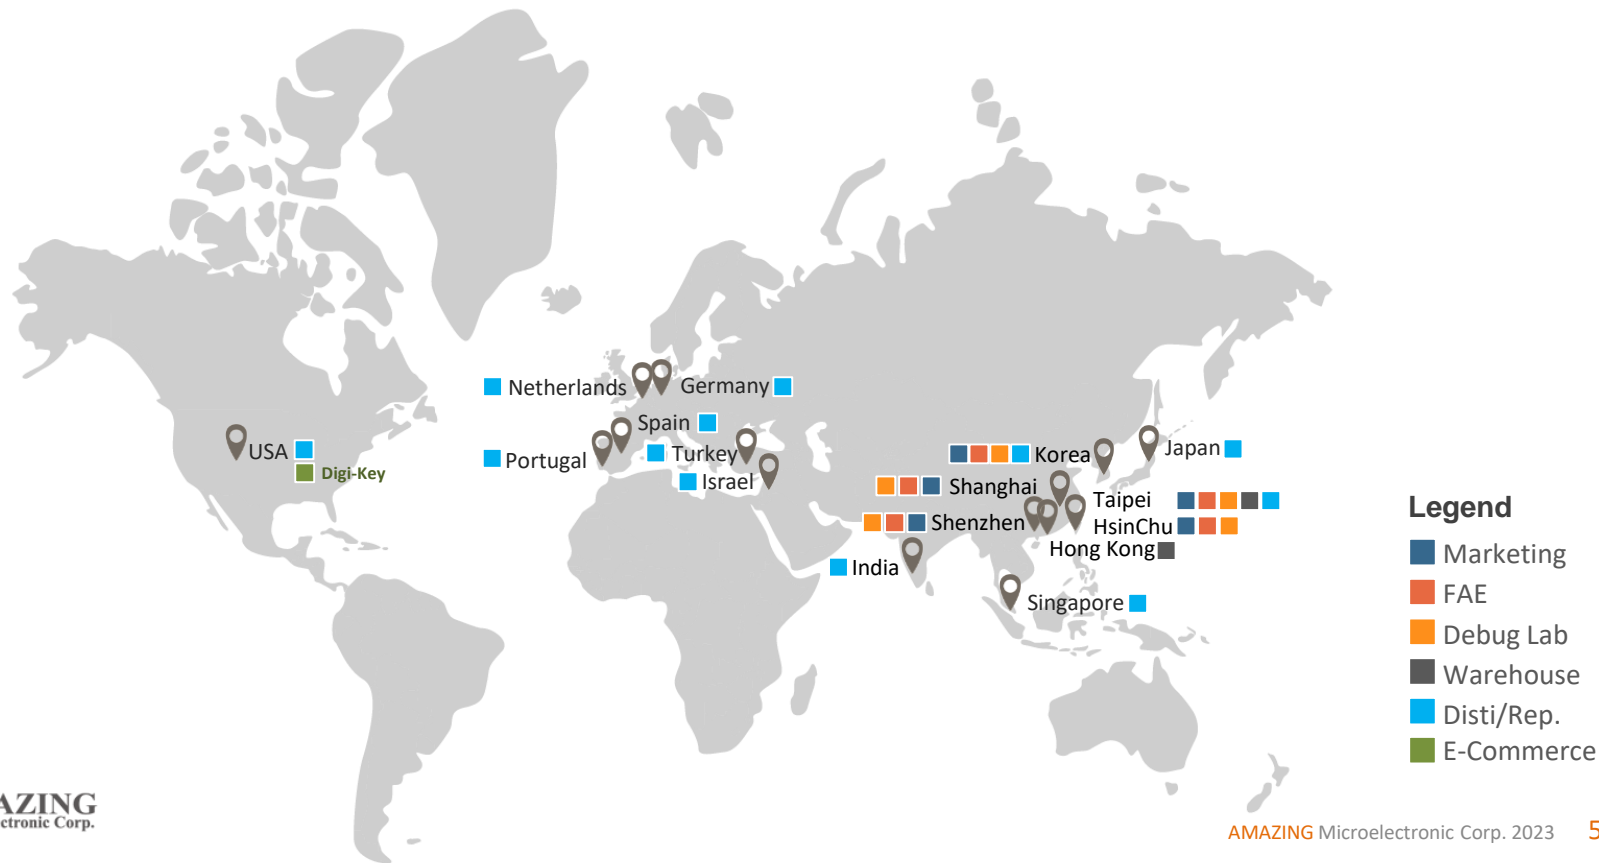 Netherlands
Germany
Spain
USA
Digi-Key
Portugal
Turkey
Israel
Korea
Japan
Shanghai
Taipei
Shenzhen
HsinChu
Hong Kong
India
Singapore
Legend
Marketing
FAE
Debug Lab
Warehouse
Disti/Rep.
E-Commerce
AZING
ctronic Corp.
AMAZING Microelectronic Corp. 2023 5